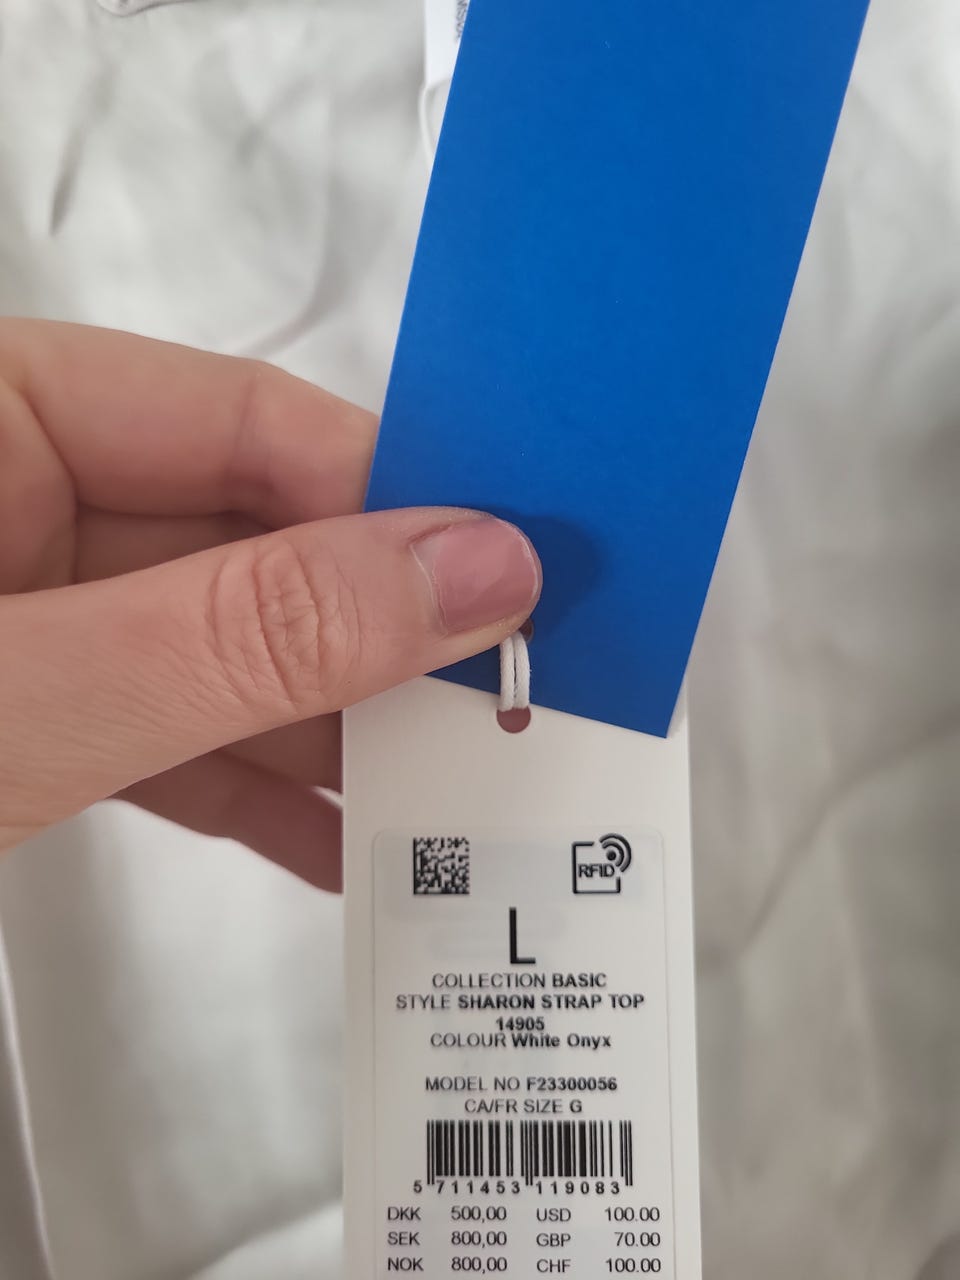 RFID
L
COLLECTION BASIC
STYLE SHARON STRAP TOP
14905
COLOUR White Onyx
MODEL NO F23300056
CA/FR SIZE G
5 711453 119083
DKK 500,00 USD 100.00
SEK 800,00 GBP 70.00
NOK 800,00 CHF 100.00